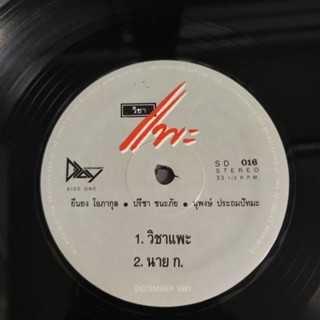 วิชา
แพะ
D&Y
SIDE ONE
SD 016
STEREO
33 1/3 R.P.M.
ยืนยง โอภากุล • ปรีชา ชนะภัย • นุพงษ์ ประถมปัทมะ
1. วิชาแพะ
2. นาย ก.
DECEMBER 1991